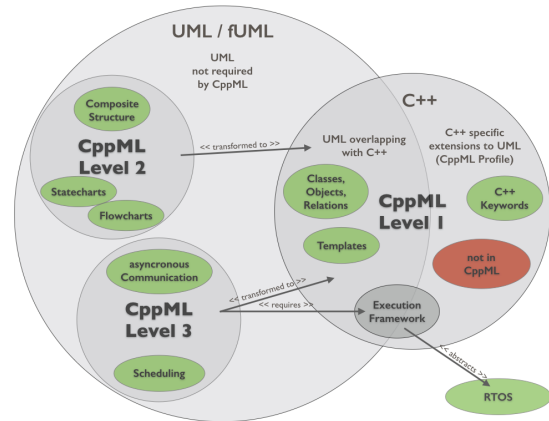 UML / fUML
UML
not required
by CppML
Composite
Structure
CppML
Level 2
Statecharts
Flowcharts
<< transformed to >>
C++
UML overlapping
with C++
C++ specific
extensions to UML
(CppML Profile)
Classes,
Objects,
Relations
CppML
Level 1
C++
Keywords
Templates
not in
CppML
asyncronous
Communication
CppML
Level 3
Scheduling
<< transformed to >>
<< requires >>
Execution
Framework
<< abstracts >>
RTOS